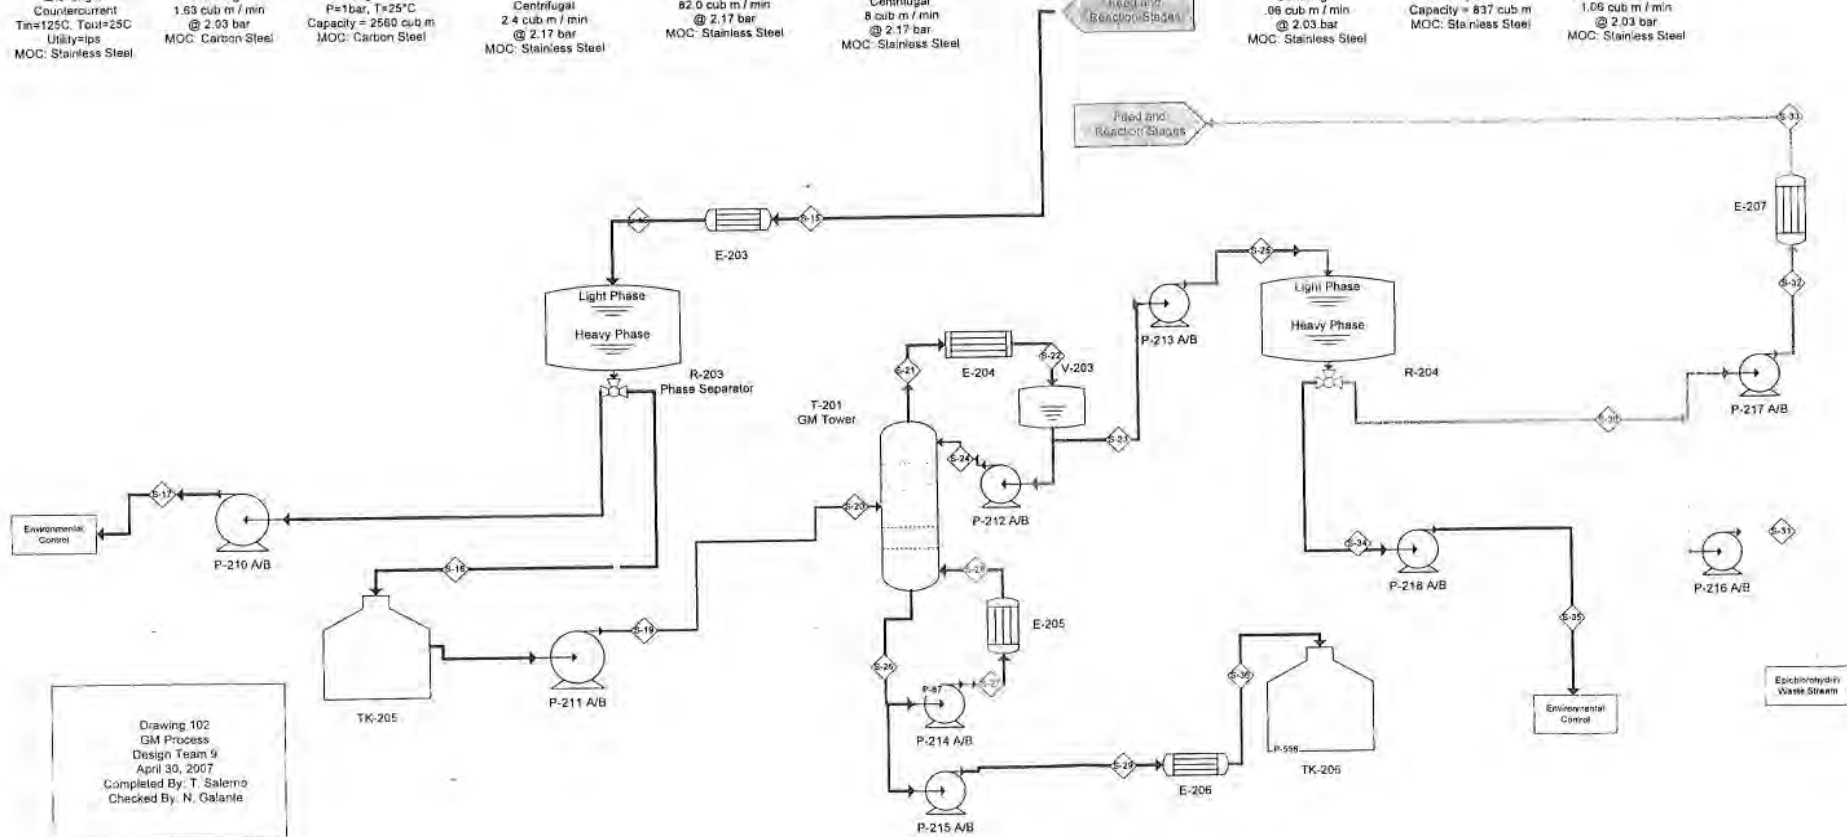 Countercurrent
Tin=125C, Tout=25C
Utility=lps
MOC: Stainless Steel
1.63 cub m / min
@ 2.03 bar
MOC: Carbon Steel
P=1bar, T=25°C
Capacity = 2560 cub m
MOC: Carbon Steel
Centrifugal
2.4 cub m / min
@ 2.17 bar
MOC: Stainless Steel
82.0 cub m / min
@ 2.17 bar
MOC: Stainless Steel
Centrifugal
8 cub m / min
@ 2.17 bar
MOC: Stainless Steel
Feed and
Reaction Stages
.06 cub m / min
@ 2.03 bar
MOC: Stainless Steel
Capacity = 837 cub m
MOC: Stainless Steel
1.06 cub m / min
@ 2.03 bar
MOC: Stainless Steel
Feed and
Reaction Stages
S-33
E-207
S-15
E-203
S-25
S-32
Light Phase
Heavy Phase
R-203
Phase Separator
P-213 A/B
Light Phase
Heavy Phase
R-204
S-21
E-204
S-22
V-203
P-217 A/B
T-201
GM Tower
S-24
S-23
S-30
P-212 A/B
S-17
Environmental
Control
P-210 A/B
S-20
S-18
S-34
P-218 A/B
S-31
P-216 A/B
S-28
E-205
S-19
P-211 A/B
TK-205
S-26
S-27
P-67
P-214 A/B
S-35
S-36
Epichlorohydrin
Waste Stream
Environmental
Control
P-556
TK-206
S-29
E-206
P-215 A/B
Drawing 102
GM Process
Design Team 9
April 30, 2007
Completed By: T. Salerno
Checked By: N. Galante